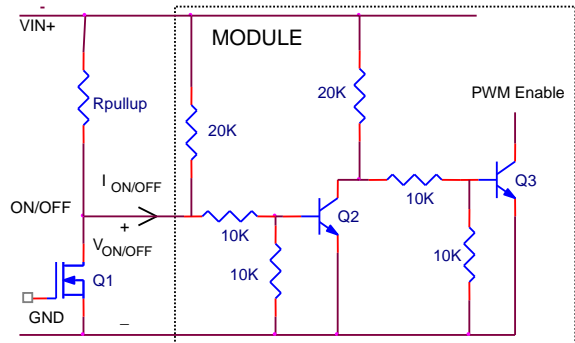 -
VIN+
MODULE
Rpullup
20K
20K
PWM Enable
I ON/OFF
ON/OFF
+
V ON/OFF
10K
Q2
10K
Q3
10K
10K
Q1
GND
_